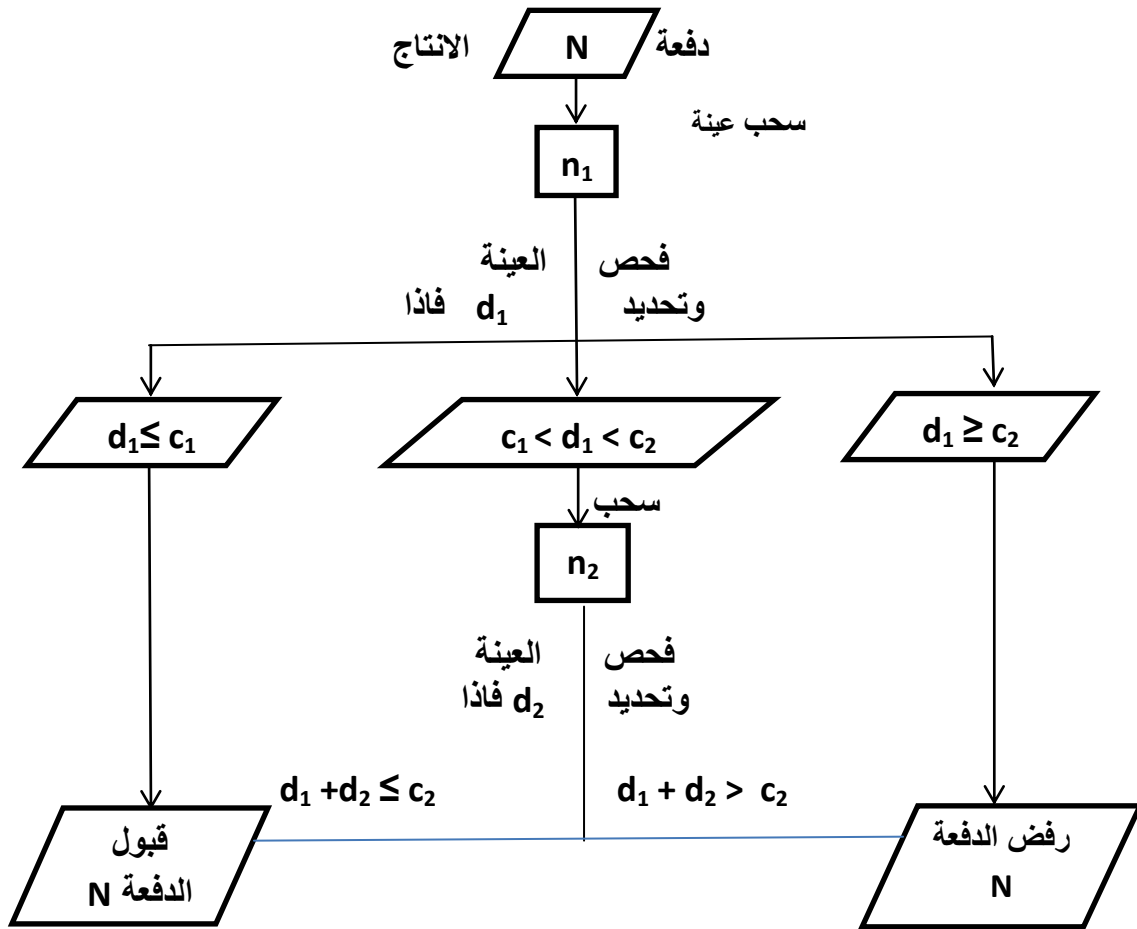 دفعة N الانتاج
سحب عينة
n₁
فحص العينة
وتحديد d₁ فاذا
d₁≤ c₁
c₁ < d₁ < c₂
d₁ ≥ c₂
سحب
n₂
فحص العينة
وتحديد d₂ فاذا
d₁ +d₂ ≤ c₂
d₁ + d₂ > c₂
قبول
الدفعة N
رفض الدفعة
N